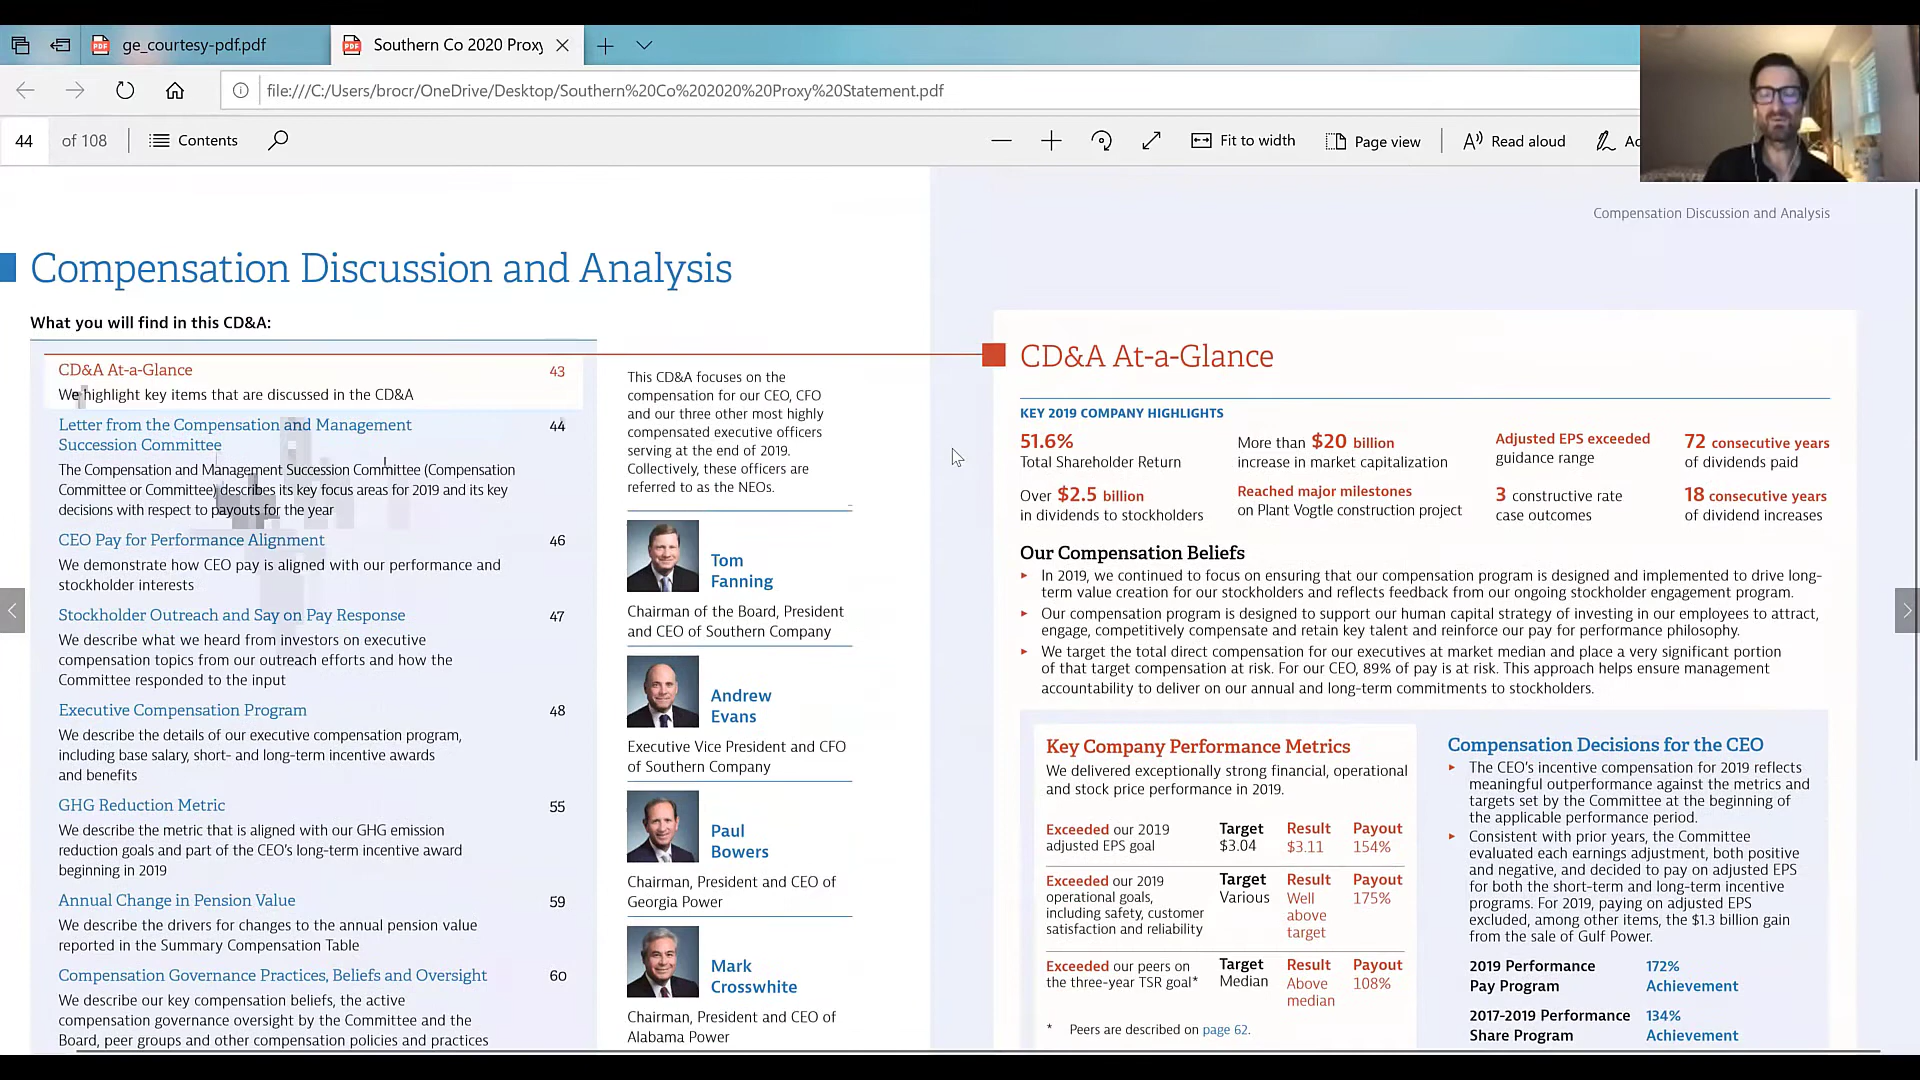 ge_courtesy-pdf.pdf
Southern Co 2020 Proxy
file:///C:/Users/brocr/OneDrive/Desktop/Southern%20Co%202020%20Proxy%20Statement.pdf
44 of 108
Contents
Fit to width
Page view
Read aloud
Compensation Discussion and Analysis
Compensation Discussion and Analysis
What you will find in this CD&A:
CD&A At-a-Glance 43
We highlight key items that are discussed in the CD&A
Letter from the Compensation and Management 44
Succession Committee
The Compensation and Management Succession Committee (Compensation
Committee or Committee) describes its key focus areas for 2019 and its key
decisions with respect to payouts for the year
CEO Pay for Performance Alignment 46
We demonstrate how CEO pay is aligned with our performance and
stockholder interests
Stockholder Outreach and Say on Pay Response 47
We describe what we heard from investors on executive
compensation topics from our outreach efforts and how the
Committee responded to the input
Executive Compensation Program 48
We describe the details of our executive compensation program,
including base salary, short- and long-term incentive awards
and benefits
GHG Reduction Metric 55
We describe the metric that is aligned with our GHG emission
reduction goals and part of the CEO's long-term incentive award
beginning in 2019
Annual Change in Pension Value 59
We describe the drivers for changes to the annual pension value
reported in the Summary Compensation Table
Compensation Governance Practices, Beliefs and Oversight 60
We describe our key compensation beliefs, the active
compensation governance oversight by the Committee and the
Board, peer groups and other compensation policies and practices
This CD&A focuses on the
compensation for our CEO, CFO
and our three other most highly
compensated executive officers
serving at the end of 2019.
Collectively, these officers are
referred to as the NEOs.
Tom
Fanning
Chairman of the Board, President
and CEO of Southern Company
Andrew
Evans
Executive Vice President and CFO
of Southern Company
Paul
Bowers
Chairman, President and CEO of
Georgia Power
Mark
Crosswhite
Chairman, President and CEO of
Alabama Power
CD&A At-a-Glance
KEY 2019 COMPANY HIGHLIGHTS
51.6%
Total Shareholder Return
More than $20 billion
increase in market capitalization
Adjusted EPS exceeded
guidance range
72 consecutive years
of dividends paid
Over $2.5 billion
in dividends to stockholders
Reached major milestones
on Plant Vogtle construction project
3 constructive rate
case outcomes
18 consecutive years
of dividend increases
Our Compensation Beliefs
In 2019, we continued to focus on ensuring that our compensation program is designed and implemented to drive long-
term value creation for our stockholders and reflects feedback from our ongoing stockholder engagement program.
Our compensation program is designed to support our human capital strategy of investing in our employees to attract,
engage, competitively compensate and retain key talent and reinforce our pay for performance philosophy.
We target the total direct compensation for our executives at market median and place a very significant portion
of that target compensation at risk. For our CEO, 89% of pay is at risk. This approach helps ensure management
accountability to deliver on our annual and long-term commitments to stockholders.
Key Company Performance Metrics
We delivered exceptionally strong financial, operational
and stock price performance in 2019.
Exceeded our 2019 Target Result Payout
adjusted EPS goal $3.04 $3.11 154%
Exceeded our 2019 Target Result Payout
operational goals, Various Well 175%
including safety, customer above
satisfaction and reliability target
Exceeded our peers on Target Result Payout
the three-year TSR goal* Median Above 108%
median
* Peers are described on page 62.
Compensation Decisions for the CEO
The CEO's incentive compensation for 2019 reflects
meaningful outperformance against the metrics and
targets set by the Committee at the beginning of
the applicable performance period.
Consistent with prior years, the Committee
evaluated each earnings adjustment, both positive
and negative, and decided to pay on adjusted EPS
for both the short-term and long-term incentive
programs. For 2019, paying on adjusted EPS
excluded, among other items, the $1.3 billion gain
from the sale of Gulf Power.
2019 Performance 172%
Pay Program Achievement
2017-2019 Performance 134%
Share Program Achievement